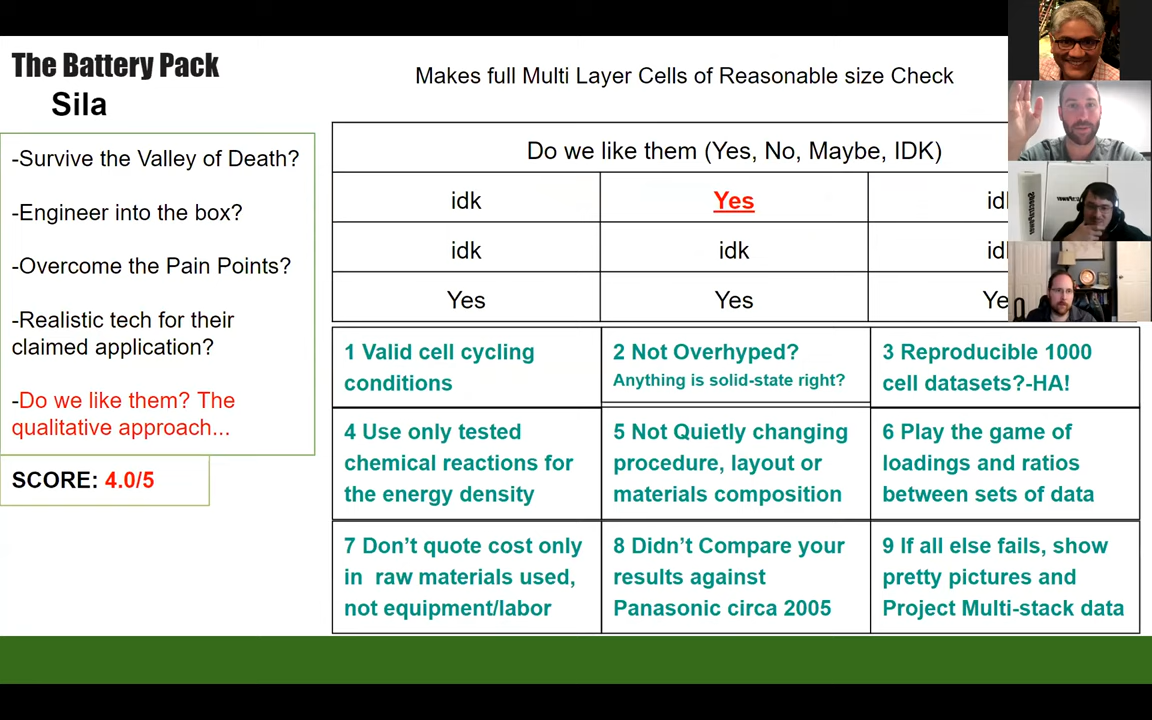 The Battery Pack
Sila
Makes full Multi Layer Cells of Reasonable size Check
-Survive the Valley of Death?
-Engineer into the box?
-Overcome the Pain Points?
-Realistic tech for their
claimed application?
-Do we like them? The
qualitative approach...
SCORE: 4.0/5
Do we like them (Yes, No, Maybe, IDK)
idk Yes
idk idk
Yes Yes
1 Valid cell cycling
conditions
2 Not Overhyped?
Anything is solid-state right?
3 Reproducible 1000
cell datasets?-HA!
4 Use only tested
chemical reactions for
the energy density
5 Not Quietly changing
procedure, layout or
materials composition
6 Play the game of
loadings and ratios
between sets of data
7 Don’t quote cost only
in raw materials used,
not equipment/labor
8 Didn’t Compare your
results against
Panasonic circa 2005
9 If all else fails, show
pretty pictures and
Project Multi-stack data